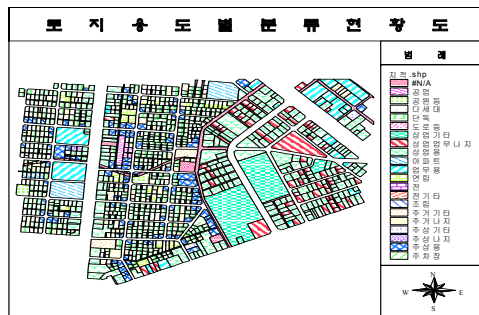 토 지 용 도 별 분 류 현 황 도
범 례
지적.shp
#N/A
공업
공원등
다세대
단독
도로등
상업기타
상업업무나지
상업용
아파트
업무용
연립
전
전기타
조림
주거기타
주거나지
주상기타
주상나지
주상용
주차장
N
W E
S